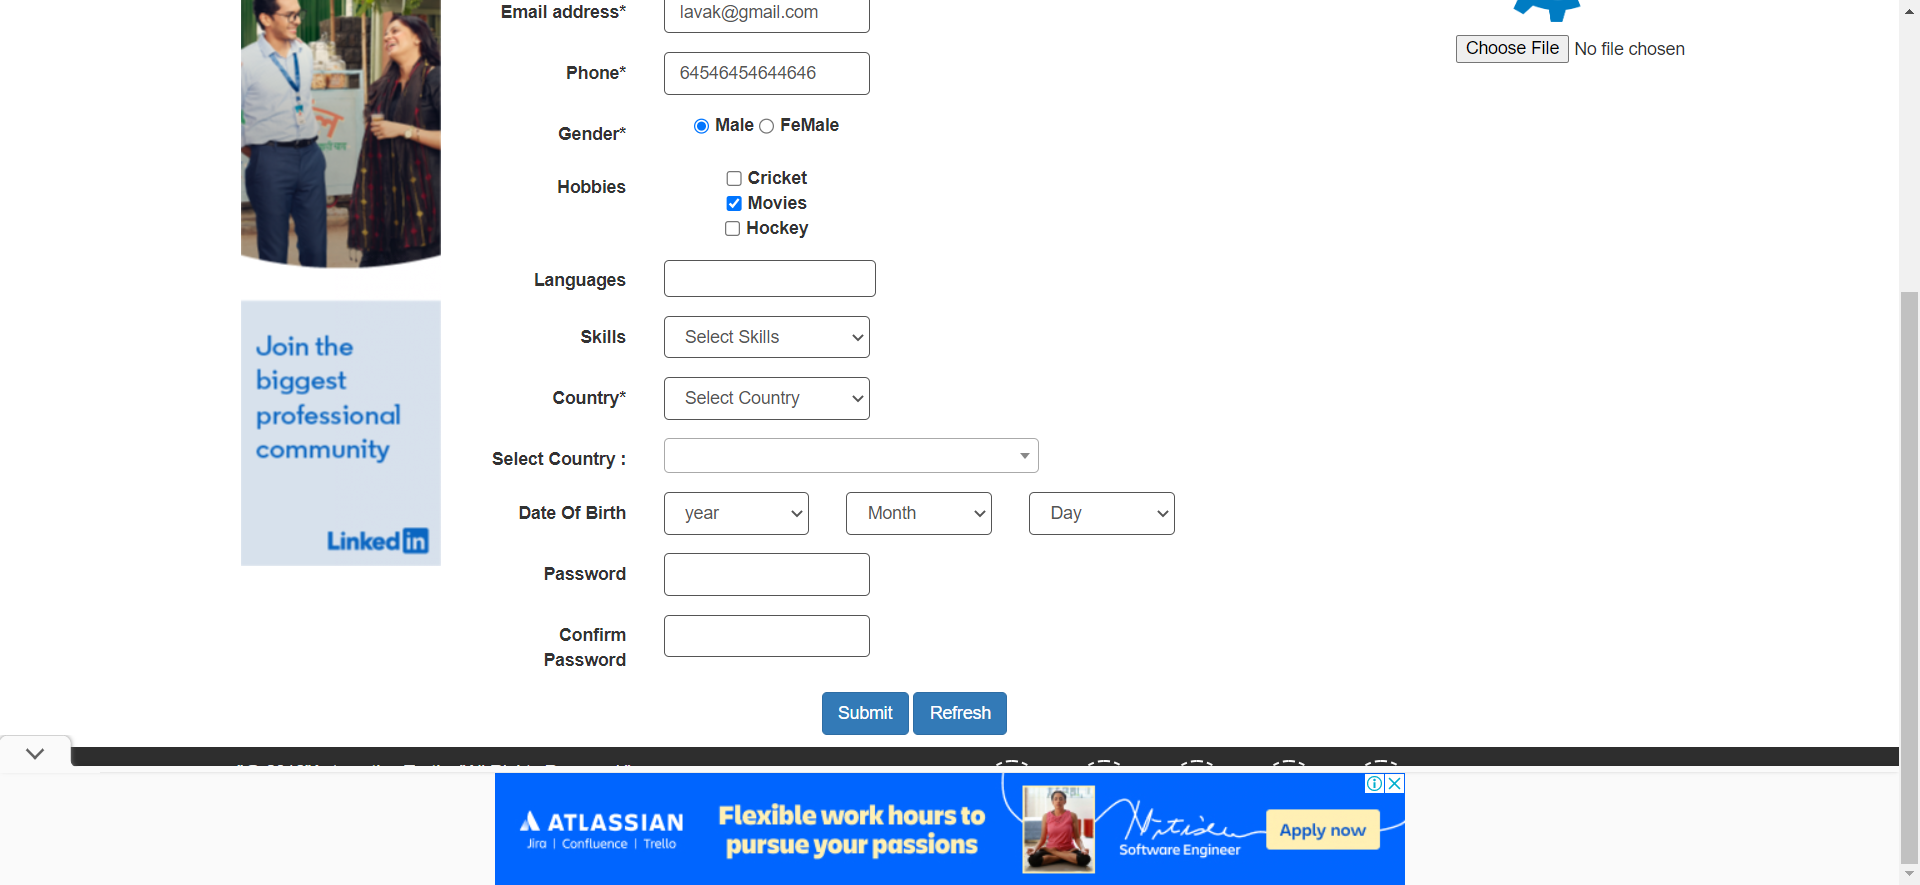 Email address*
lavak@gmail.com
Choose File No file chosen
Phone*
64546454644646
Gender*
Male FeMale
Hobbies
Cricket
Movies
Hockey
Languages
Skills
Select Skills
Country*
Select Country
Select Country :
Date Of Birth
year
Month
Day
Password
Confirm
Password
Submit
Refresh
Join the
biggest
professional
community
Linked in
ATLASSIAN
Jira | Confluence | Trello
Flexible work hours to
pursue your passions
Software Engineer
Apply now